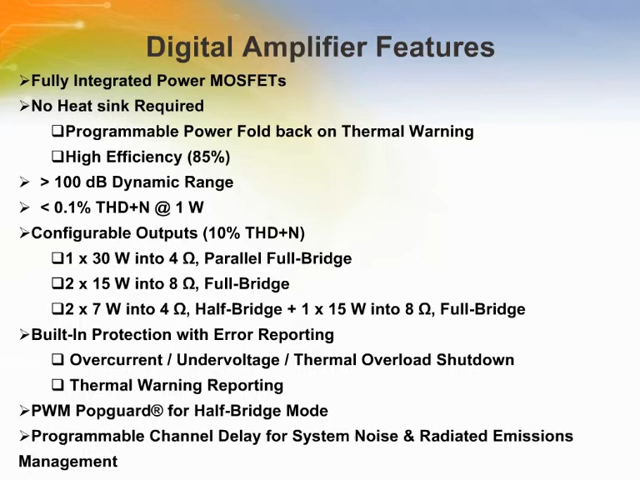 Digital Amplifier Features
➢Fully Integrated Power MOSFETs
➢No Heat sink Required
❑Programmable Power Fold back on Thermal Warning
❑High Efficiency (85%)
➢ > 100 dB Dynamic Range
➢ < 0.1% THD+N @ 1 W
➢Configurable Outputs (10% THD+N)
❑1 x 30 W into 4 Ω, Parallel Full-Bridge
❑2 x 15 W into 8 Ω, Full-Bridge
❑2 x 7 W into 4 Ω, Half-Bridge + 1 x 15 W into 8 Ω, Full-Bridge
➢Built-In Protection with Error Reporting
❑ Overcurrent / Undervoltage / Thermal Overload Shutdown
❑ Thermal Warning Reporting
➢PWM Popguard® for Half-Bridge Mode
➢Programmable Channel Delay for System Noise & Radiated Emissions
Management